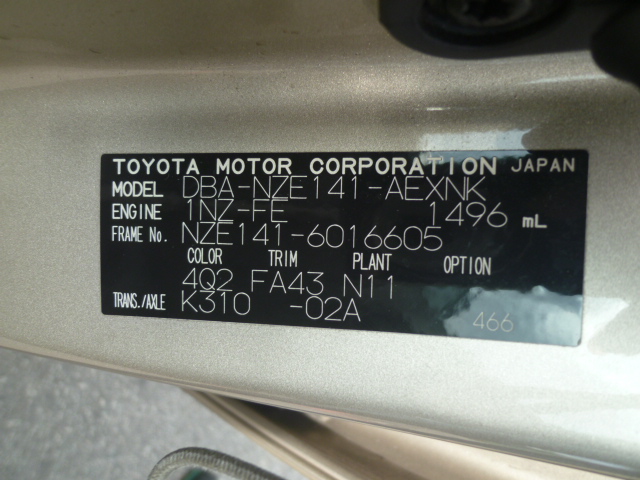 TOYOTA MOTOR CORPORATION JAPAN
MODEL DBA-NZE141-AEXNK
ENGINE 1NZ-FE 1496 mL
FRAME No. NZE141-6016605
COLOR TRIM PLANT OPTION
4Q2 FA43 N11
TRANS./AXLE K310 -02A
466